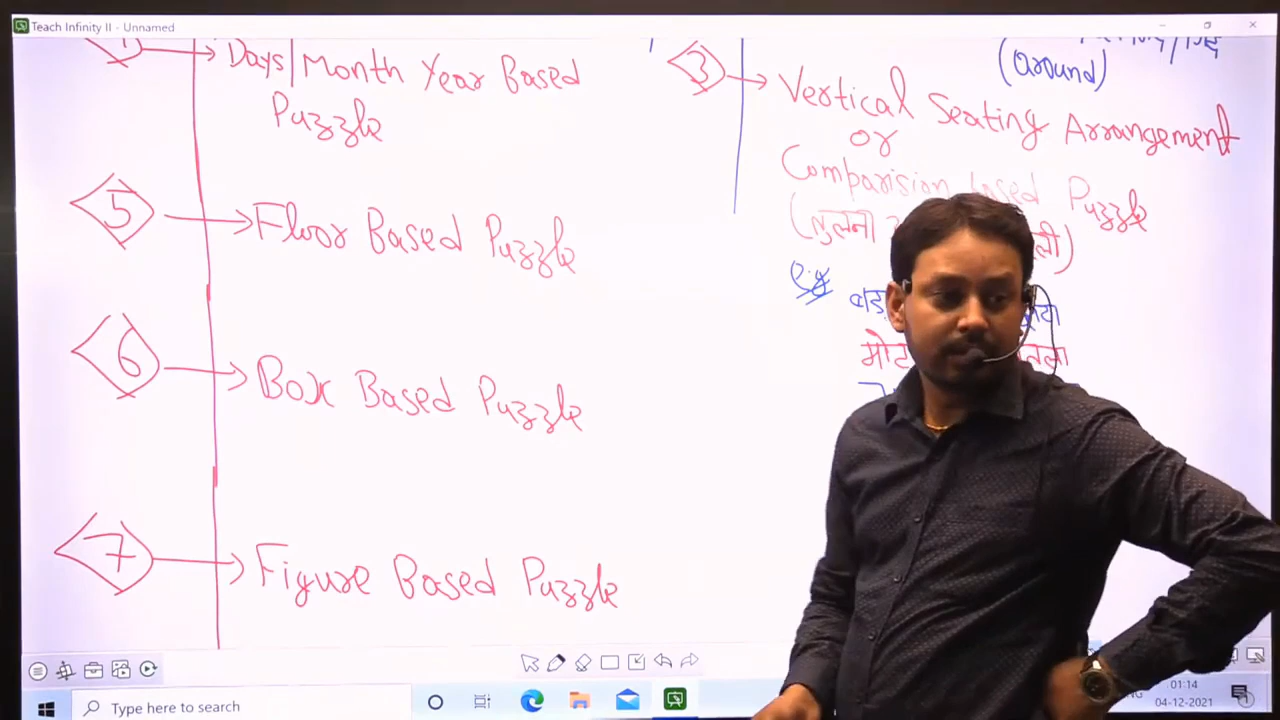 Teach Infinity II - Unnamed
Days/Month Year Based
Puzzle
5 → Floor Based Puzzle
6 → Box Based Puzzle
7 → Figure Based Puzzle
(around)
3 → Vertical Seating Arrangement
or
Comparision based Puzzle
(तुलना
e.g
मोट
Type here to search
01:14
04-12-2021